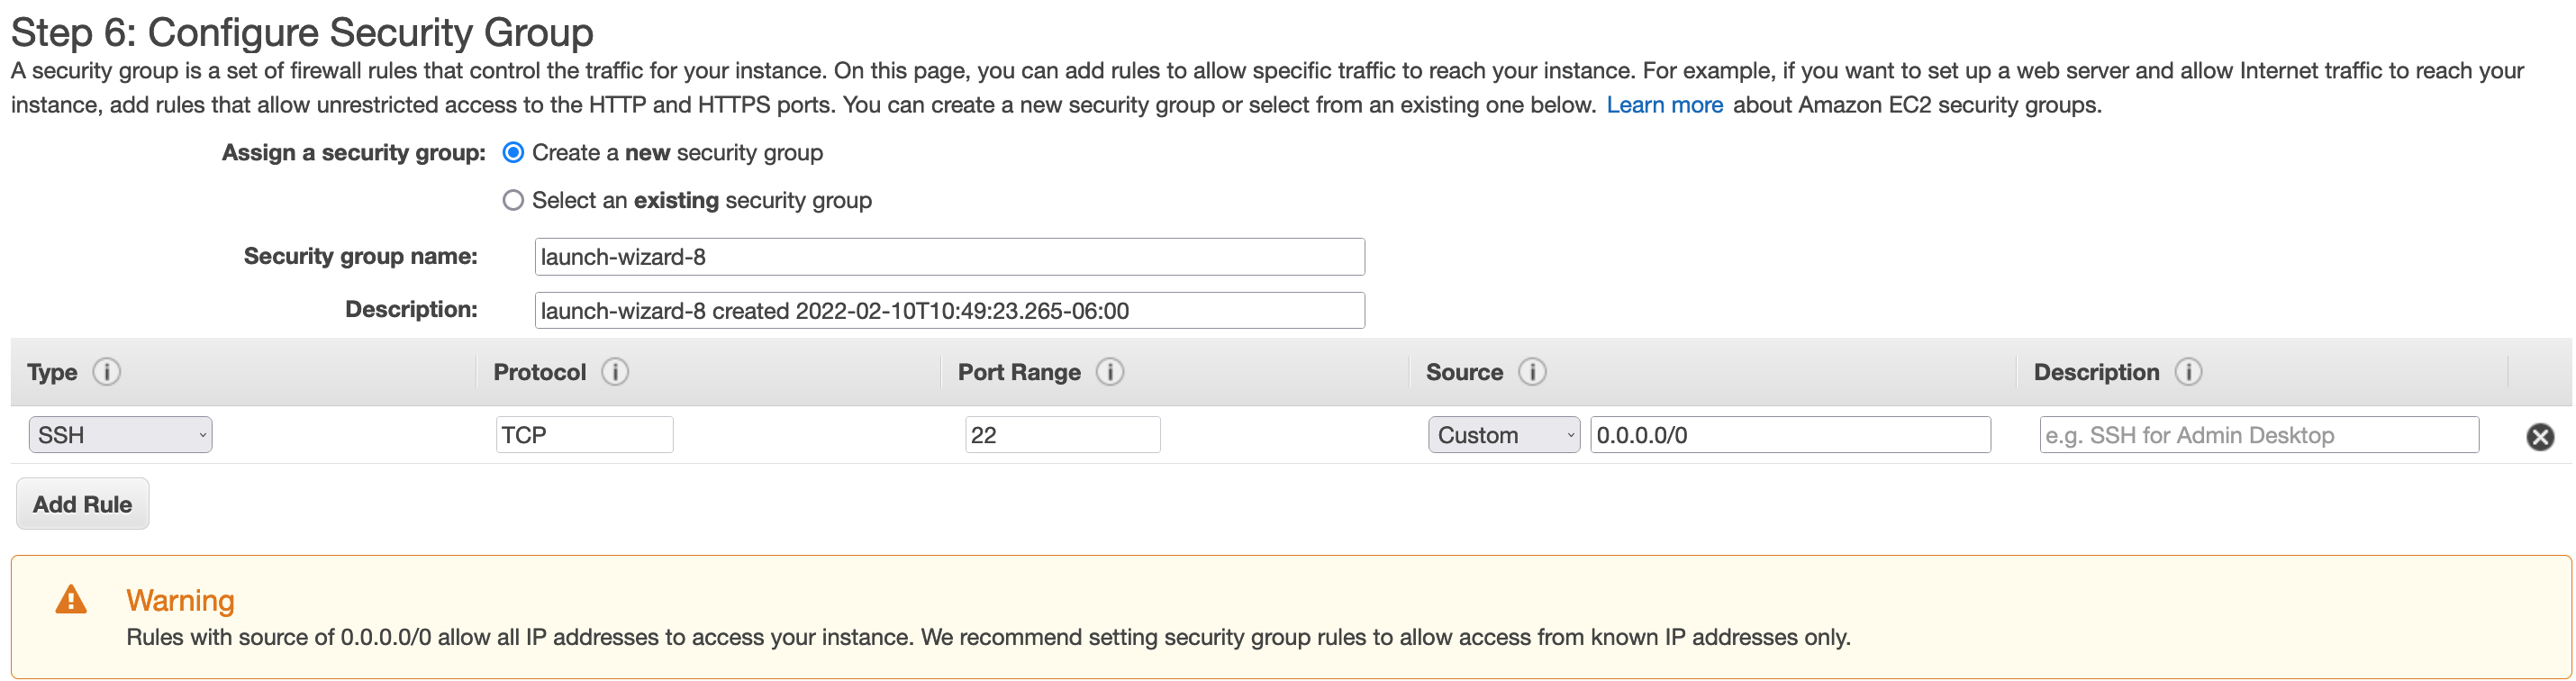 Step 6: Configure Security Group
A security group is a set of firewall rules that control the traffic for your instance. On this page, you can add rules to allow specific traffic to reach your instance. For example, if you want to set up a web server and allow Internet traffic to reach your
instance, add rules that allow unrestricted access to the HTTP and HTTPS ports. You can create a new security group or select from an existing one below. Learn more about Amazon EC2 security groups.
Assign a security group: Create a new security group
Select an existing security group
Security group name: launch-wizard-8
Description: launch-wizard-8 created 2022-02-10T10:49:23.265-06:00
Type i Protocol i Port Range i Source i Description i
SSH TCP 22 Custom 0.0.0.0/0 e.g. SSH for Admin Desktop
Add Rule
Warning
Rules with source of 0.0.0.0/0 allow all IP addresses to access your instance. We recommend setting security group rules to allow access from known IP addresses only.